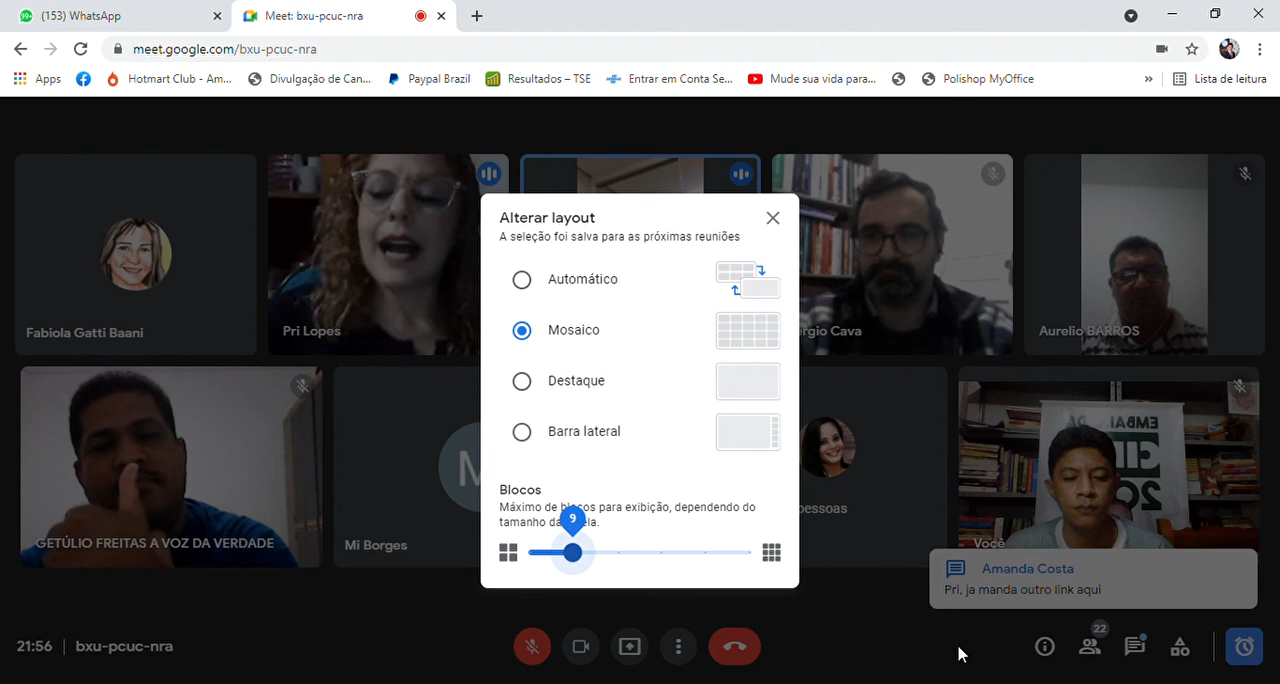 99+ (153) WhatsApp
Meet: bxu-pcuc-nra
meet.google.com/bxu-pcuc-nra
Apps
Hotmart Club - Am...
Divulgação de Can...
Paypal Brazil
Resultados – TSE
Entrar em Conta Se...
Mude sua vida para...
Polishop MyOffice
»
Lista de leitura
Alterar layout
A seleção foi salva para as próximas reuniões
Automático
Mosaico
Destaque
Barra lateral
Blocos
Máximo de blocos para exibição, dependendo do
tamanho da tela.
9
Fabiola Gatti Baani
Pri Lopes
rgio Cava
Aurelio BARROS
GETÚLIO FREITAS A VOZ DA VERDADE
M
Mi Borges
pessoas
Você
Amanda Costa
Pri, ja manda outro link aqui
21:56
bxu-pcuc-nra
22